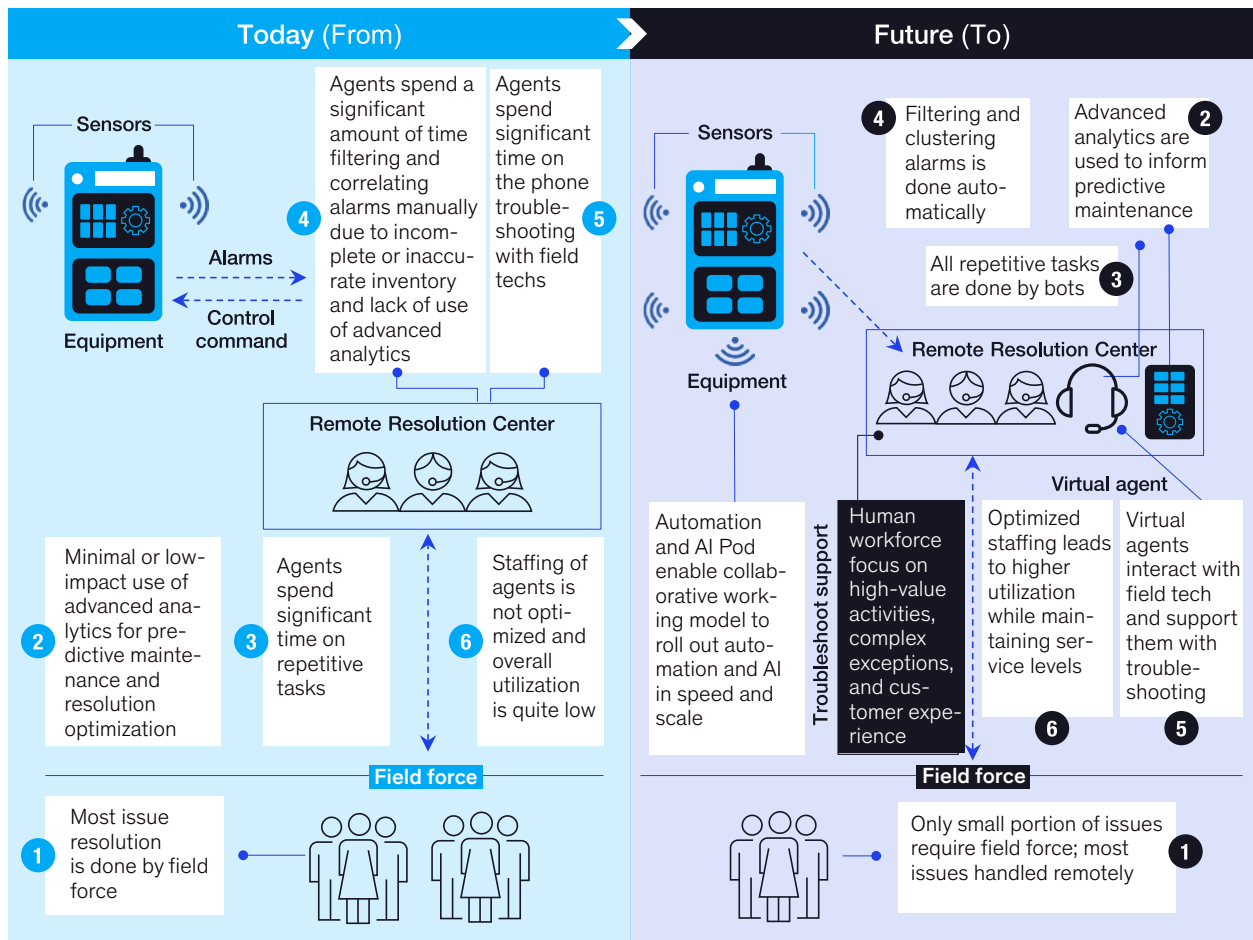 Today (From)
Sensors
Alarms
Control
command
Equipment
4
Agents spend a
significant
amount of time
filtering and
correlating
alarms manually
due to incom-
plete or inaccu-
rate inventory
and lack of use
of advanced
analytics
Agents
spend
significant
time on
the phone
trouble-
shooting
with field
techs
5
Remote Resolution Center
2
Minimal or low-
impact use of
advanced ana-
lytics for pre-
dictive mainte-
nance and
resolution
optimization
3
Agents
spend
significant
time on
repetitive
tasks
6
Staffing of
agents is
not opti-
mized and
overall
utilization
is quite low
Field force
1
Most issue
resolution
is done by field
force
Future (To)
Sensors
Equipment
4
Filtering and
clustering
alarms is
done auto-
matically
Advanced
analytics are
used to inform
predictive
maintenance
2
All repetitive tasks
are done by bots
3
Remote Resolution Center
Virtual agent
Automation
and AI Pod
enable collab-
orative work-
ing model to
roll out auto-
mation and AI
in speed and
scale
Troubleshoot support
Human
workforce
focus on
high-value
activities,
complex
exceptions,
and cus-
tomer expe-
rience
Optimized
staffing leads
to higher
utilization
while main-
taining ser-
vice levels
6
Virtual
agents
interact with
field tech
and support
them with
trouble-
shooting
5
Field force
Only small portion of issues
require field force; most
issues handled remotely
1